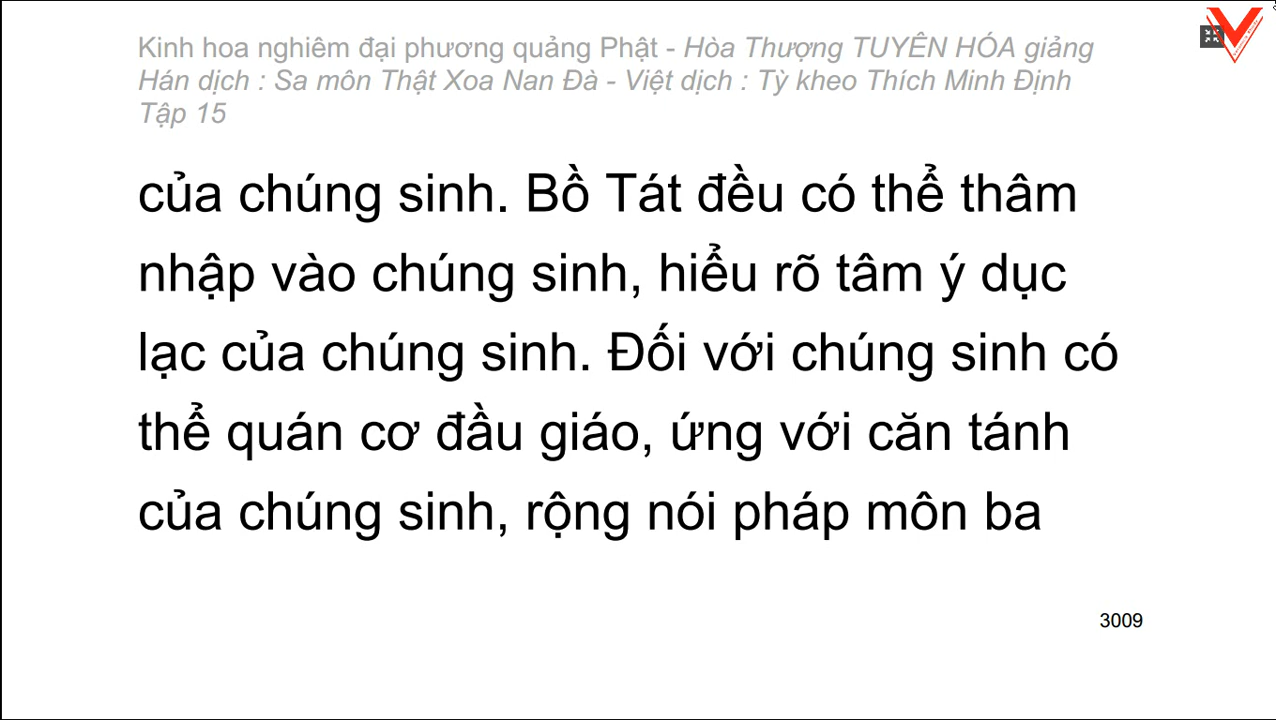 Kinh hoa nghiêm đại phương quảng Phật - Hòa Thượng TUYÊN HÓA giảng
Hán dịch : Sa môn Thật Xoa Nan Đà - Việt dịch : Tỳ kheo Thích Minh Định
Tập 15
của chúng sinh. Bồ Tát đều có thể thâm
nhập vào chúng sinh, hiểu rõ tâm ý dục
lạc của chúng sinh. Đối với chúng sinh có
thể quán cơ đầu giáo, ứng với căn tánh
của chúng sinh, rộng nói pháp môn ba
3009